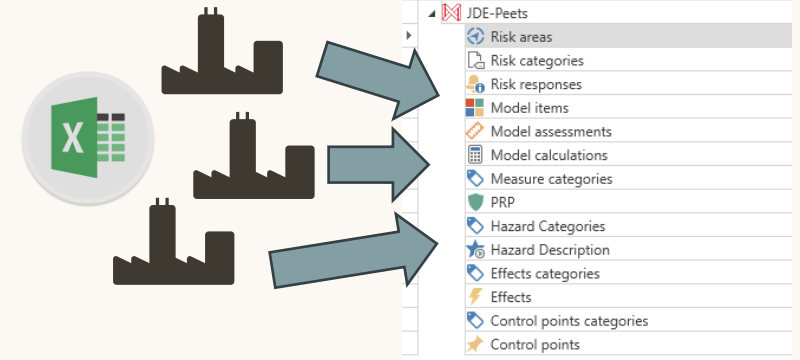 X
JDE-Peets
Risk areas
Risk categories
Risk responses
Model items
Model assessments
Model calculations
Measure categories
PRP
Hazard Categories
Hazard Description
Effects categories
Effects
Control points categories
Control points